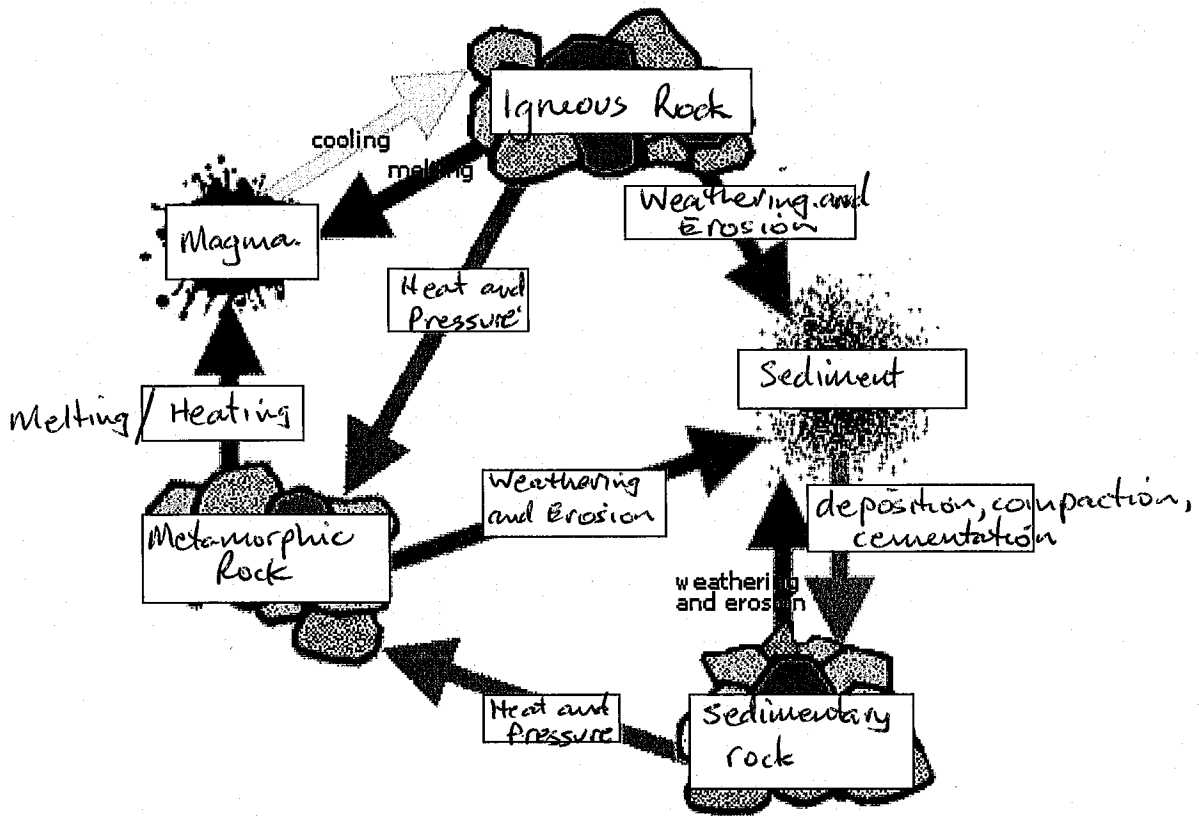 Igneous Rock
cooling
melting
Magma.
Weathering and
Erosion
Heat and
Pressure
Sediment
Melting / Heating
Weathering
and Erosion
deposition, compaction,
cementation
Metamorphic
Rock
weathering
and erosion
Heat and
Pressure
Sedimentary
rock